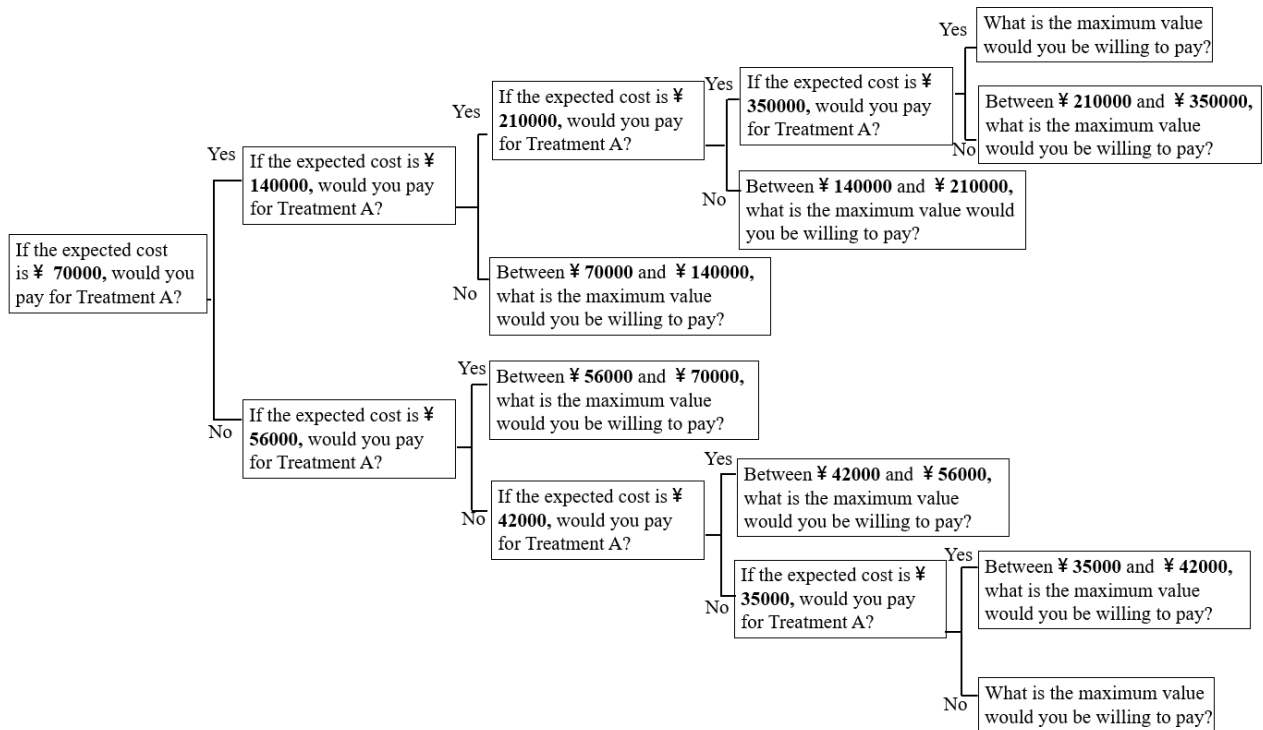 If the expected cost
is ¥ 70000, would you
pay for Treatment A?
Yes
If the expected cost is ¥
140000, would you pay
for Treatment A?
Yes
If the expected cost is ¥
210000, would you pay
for Treatment A?
Yes
If the expected cost is ¥
350000, would you pay
for Treatment A?
Yes
What is the maximum value
would you be willing to pay?
No
Between ¥ 210000 and ¥ 350000,
what is the maximum value
would you be willing to pay?
No
Between ¥ 140000 and ¥ 210000,
what is the maximum value would
you be willing to pay?
No
Between ¥ 70000 and ¥ 140000,
what is the maximum value
would you be willing to pay?
No
If the expected cost is ¥
56000, would you pay
for Treatment A?
Yes
Between ¥ 56000 and ¥ 70000,
what is the maximum value
would you be willing to pay?
No
If the expected cost is ¥
42000, would you pay
for Treatment A?
Yes
Between ¥ 42000 and ¥ 56000,
what is the maximum value
would you be willing to pay?
No
If the expected cost is ¥
35000, would you pay
for Treatment A?
Yes
Between ¥ 35000 and ¥ 42000,
what is the maximum value
would you be willing to pay?
No
What is the maximum value
would you be willing to pay?